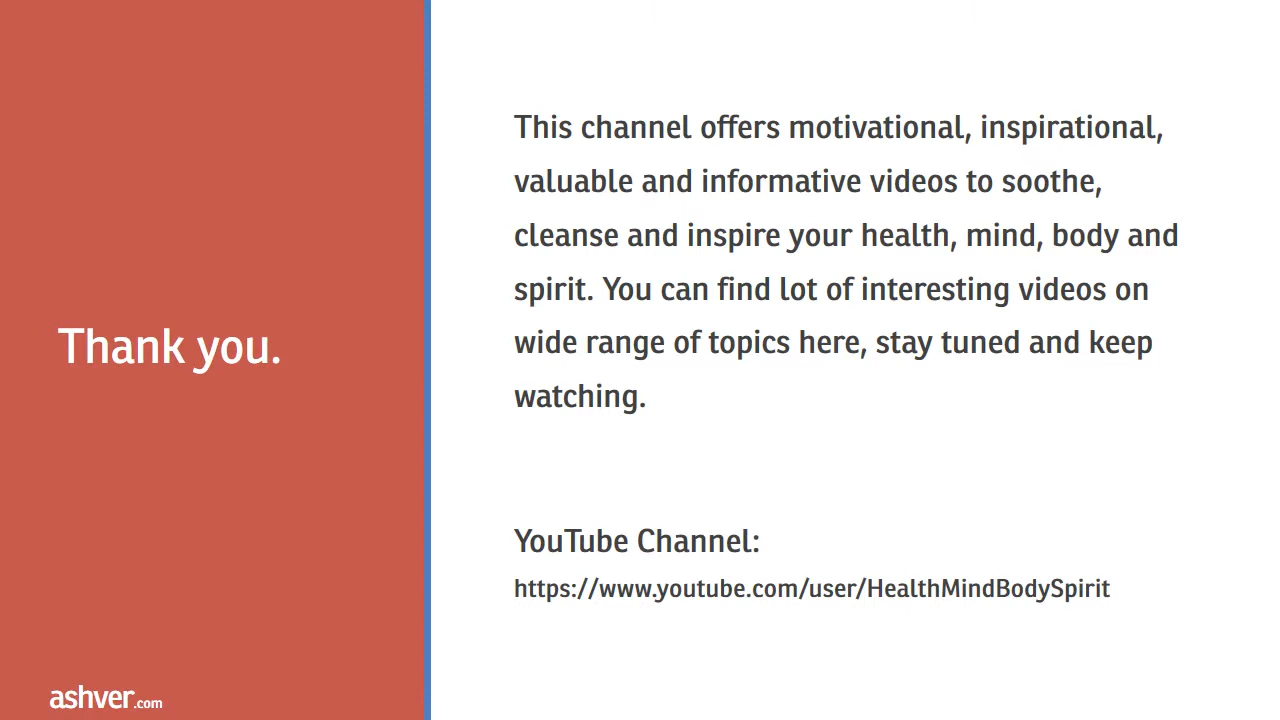 Thank you.
ashver.com
This channel offers motivational, inspirational,
valuable and informative videos to soothe,
cleanse and inspire your health, mind, body and
spirit. You can find lot of interesting videos on
wide range of topics here, stay tuned and keep
watching.
YouTube Channel:
https://www.youtube.com/user/HealthMindBodySpirit